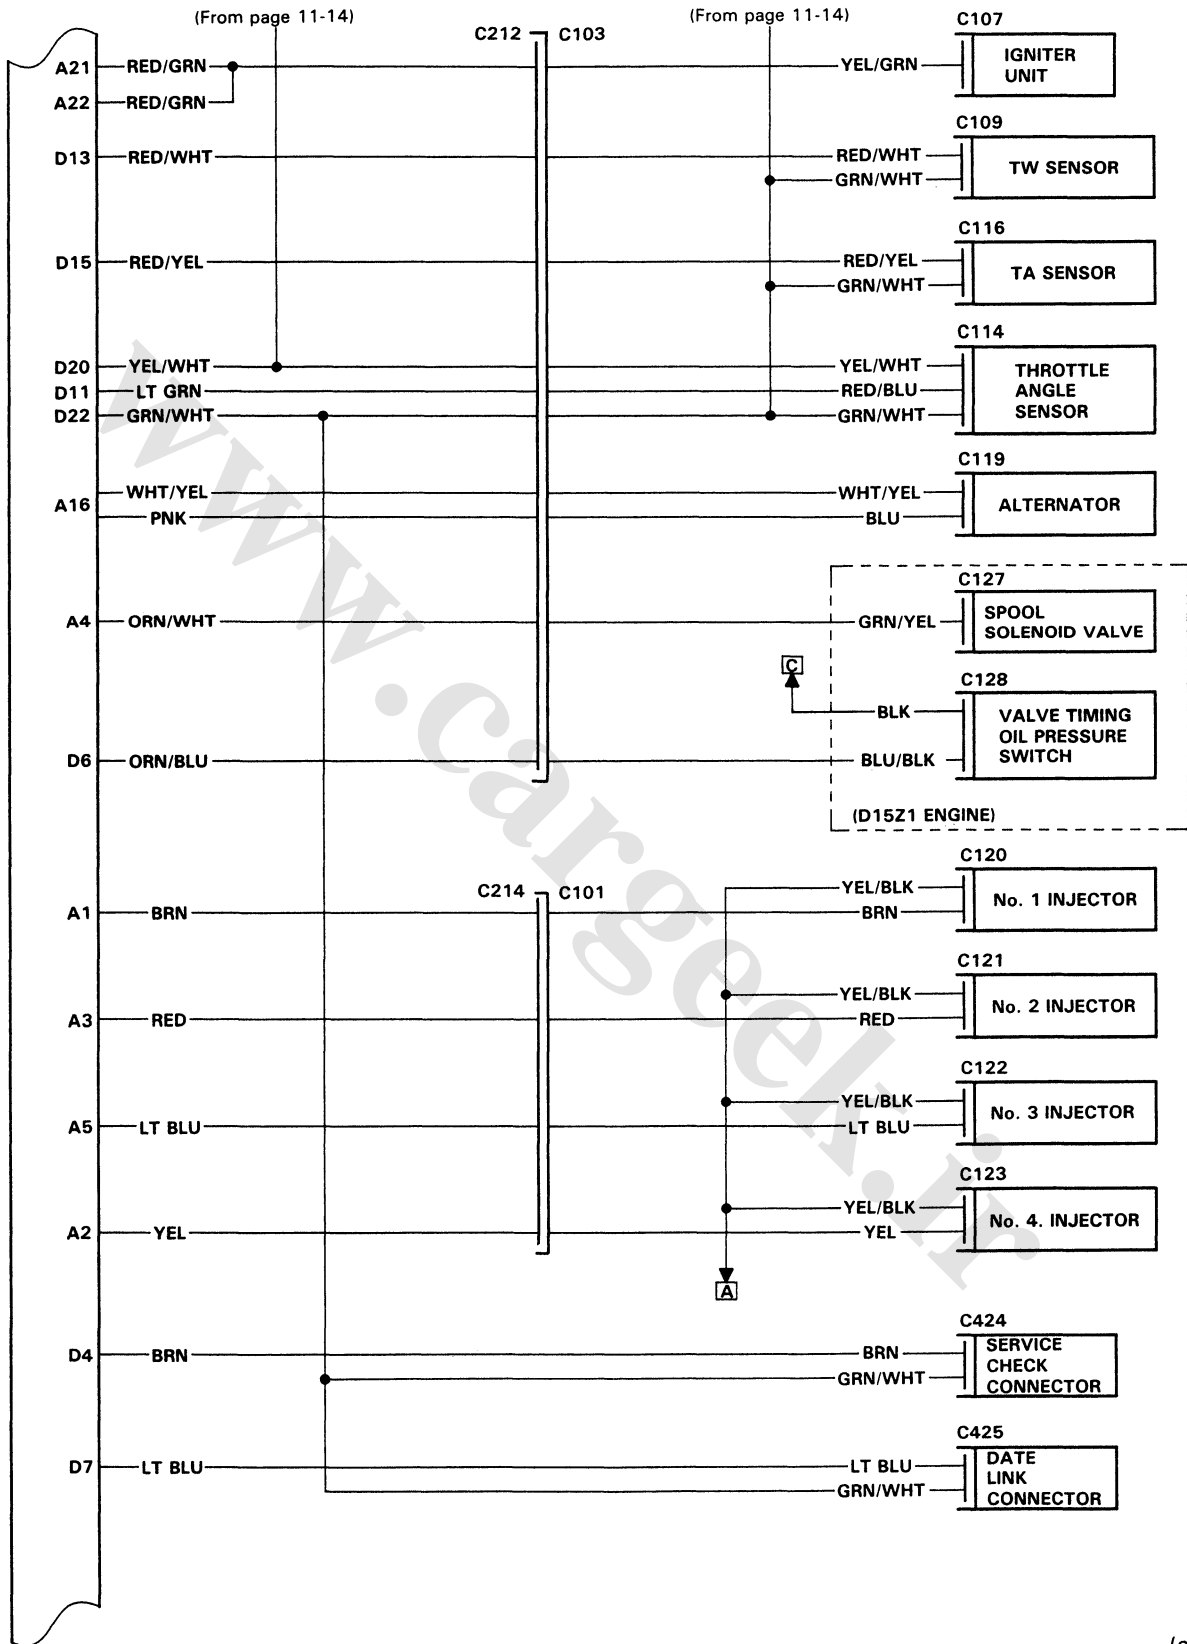 (From page 11-14) (From page 11-14)
C212 C103 C107
A21 RED/GRN YEL/GRN IGNITER
UNIT
A22 RED/GRN
C109
D13 RED/WHT RED/WHT TW SENSOR
GRN/WHT
C116
D15 RED/YEL RED/YEL TA SENSOR
GRN/WHT
C114
D20 YEL/WHT YEL/WHT THROTTLE
D11 LT GRN RED/BLU ANGLE
D22 GRN/WHT GRN/WHT SENSOR
C119
A16 WHT/YEL WHT/YEL ALTERNATOR
PNK BLU
C127
A4 ORN/WHT GRN/YEL SPOOL
SOLENOID VALVE
C
C128
BLK VALVE TIMING
OIL PRESSURE
D6 ORN/BLU BLU/BLK SWITCH
(D15Z1 ENGINE)
C120
C214 C101 YEL/BLK No. 1 INJECTOR
A1 BRN BRN
C121
YEL/BLK No. 2 INJECTOR
A3 RED RED
C122
YEL/BLK No. 3 INJECTOR
A5 LT BLU LT BLU
C123
YEL/BLK No. 4. INJECTOR
A2 YEL YEL
A
C424
D4 BRN BRN SERVICE
CHECK
GRN/WHT CONNECTOR
C425
D7 LT BLU LT BLU DATE
LINK
GRN/WHT CONNECTOR
www.cargeek.ir